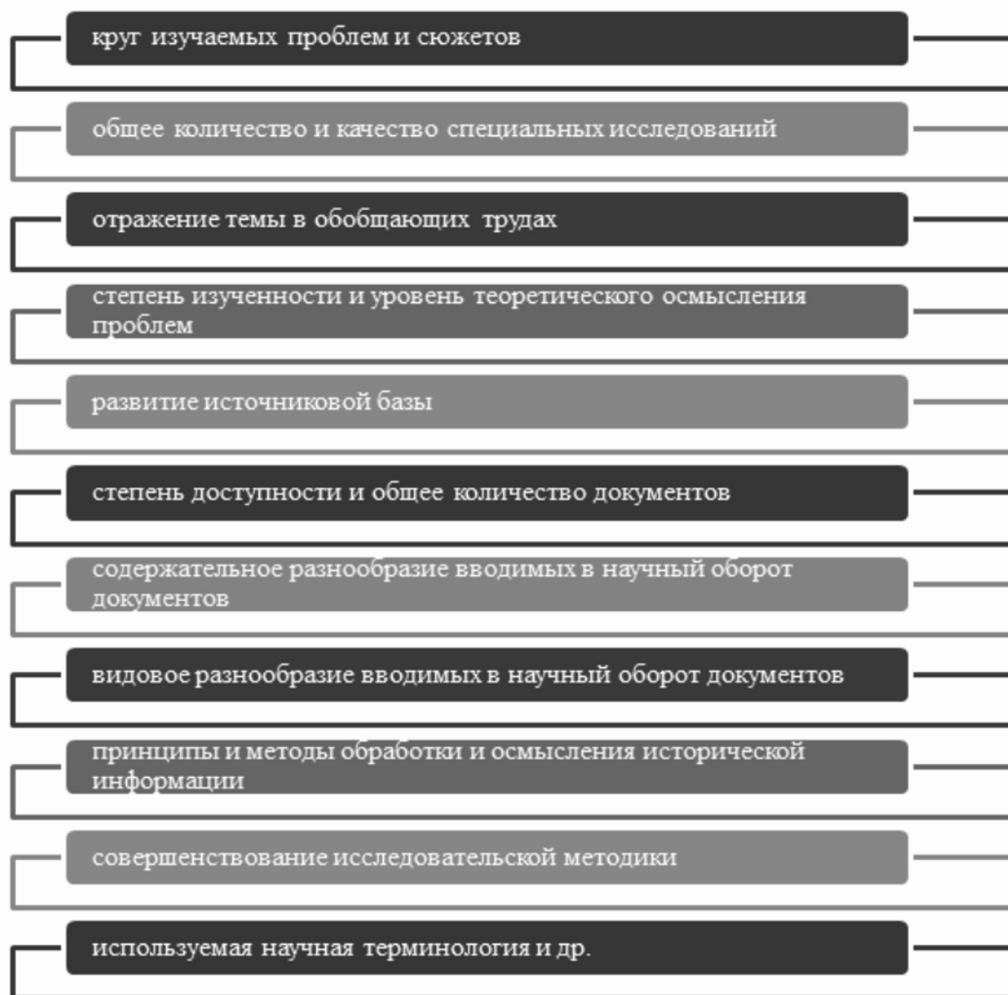 круг изучаемых проблем и сюжетов
общее количество и качество специальных исследований
отражение темы в обобщающих трудах
степень изученности и уровень теоретического осмысления
проблем
развитие источниковой базы
степень доступности и общее количество документов
содержательное разнообразие вводимых в научный оборот
документов
видовое разнообразие вводимых в научный оборот документов
принципы и методы обработки и осмысления исторической
информации
совершенствование исследовательской методики
используемая научная терминология и др.